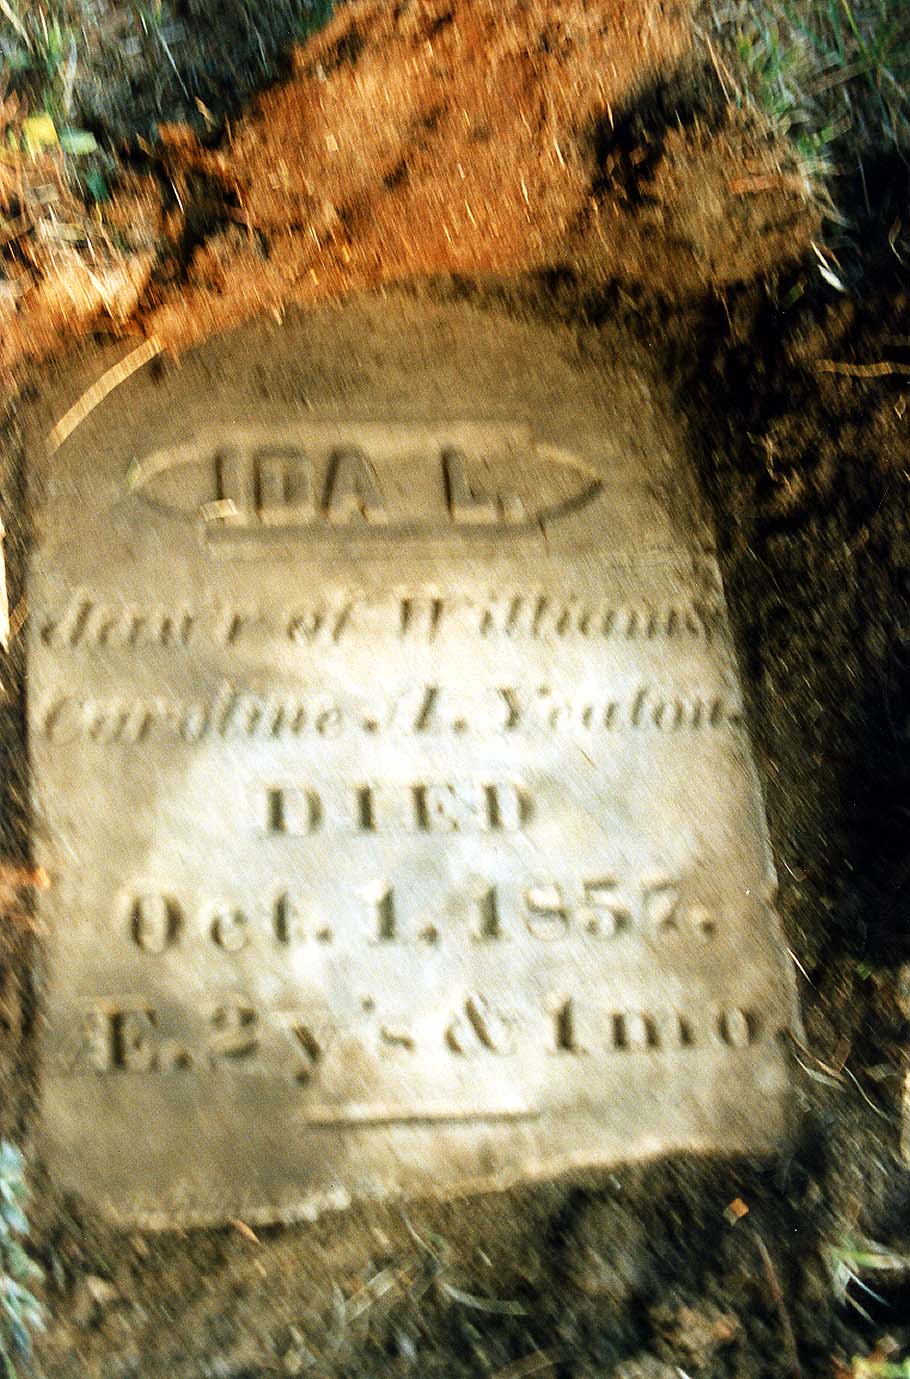 IDA L.
dau'r of William &
Caroline A. Yeaton.
DIED
Oct. 1, 1857.
Æ. 2 y's & 1 mo.